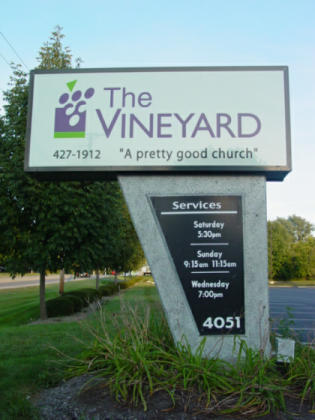 The
VINEYARD
427-1912 "A pretty good church"
Services
Saturday
5:30pm
Sunday
9:15am 11:15am
Wednesday
7:00pm
4051